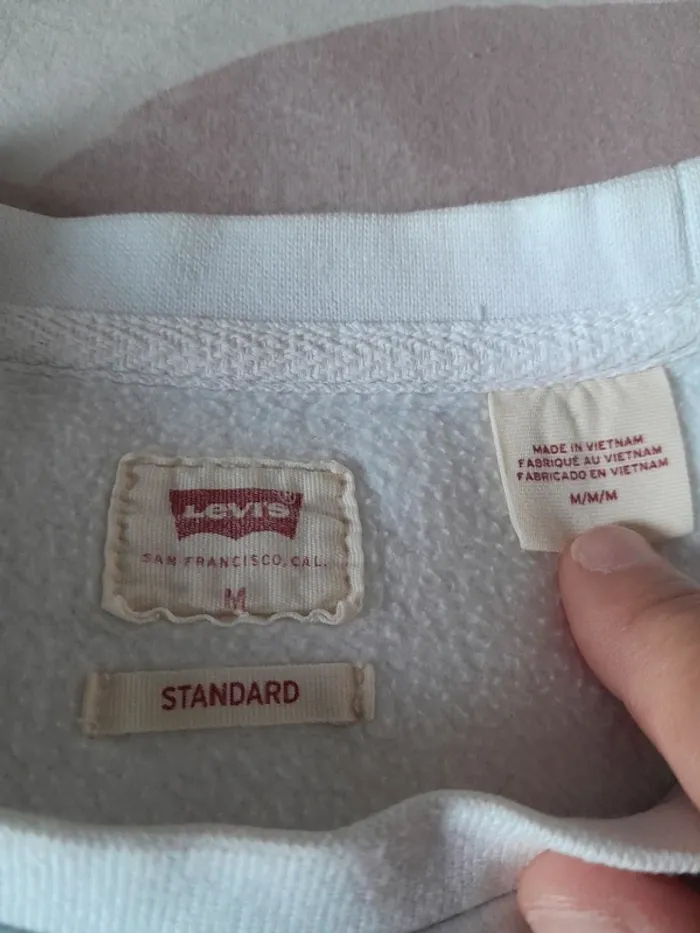 LEVI'S ®
SAN FRANCISCO, CAL.
M
STANDARD
MADE IN VIETNAM
FABRIQUÉ AU VIETNAM
FABRICADO EN VIETNAM
M/M/M